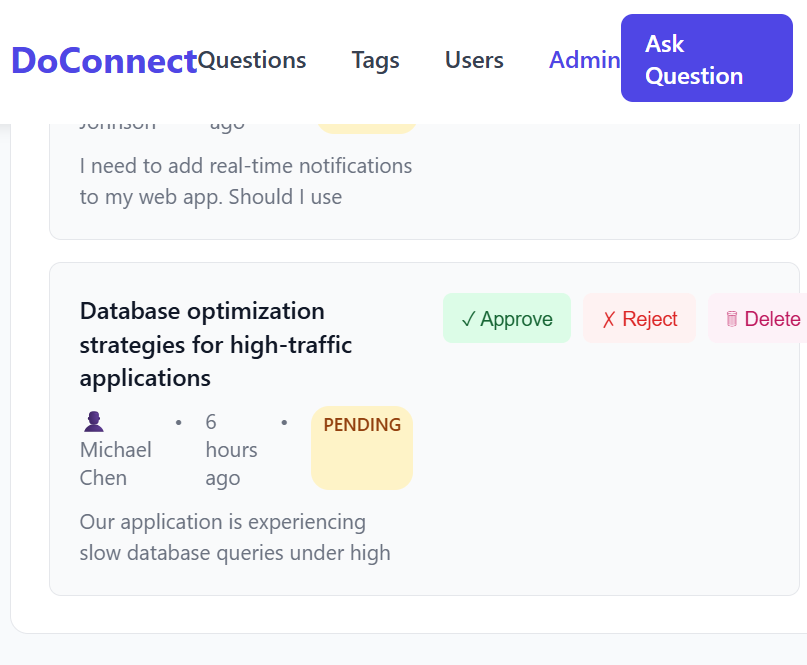 DoConnect Questions Tags Users Admin Ask Question
Johnson ago
I need to add real-time notifications
to my web app. Should I use
Database optimization
strategies for high-traffic
applications
✓ Approve ✗ Reject 🗑 Delete
👤 Michael Chen • 6 hours ago • PENDING
Our application is experiencing
slow database queries under high